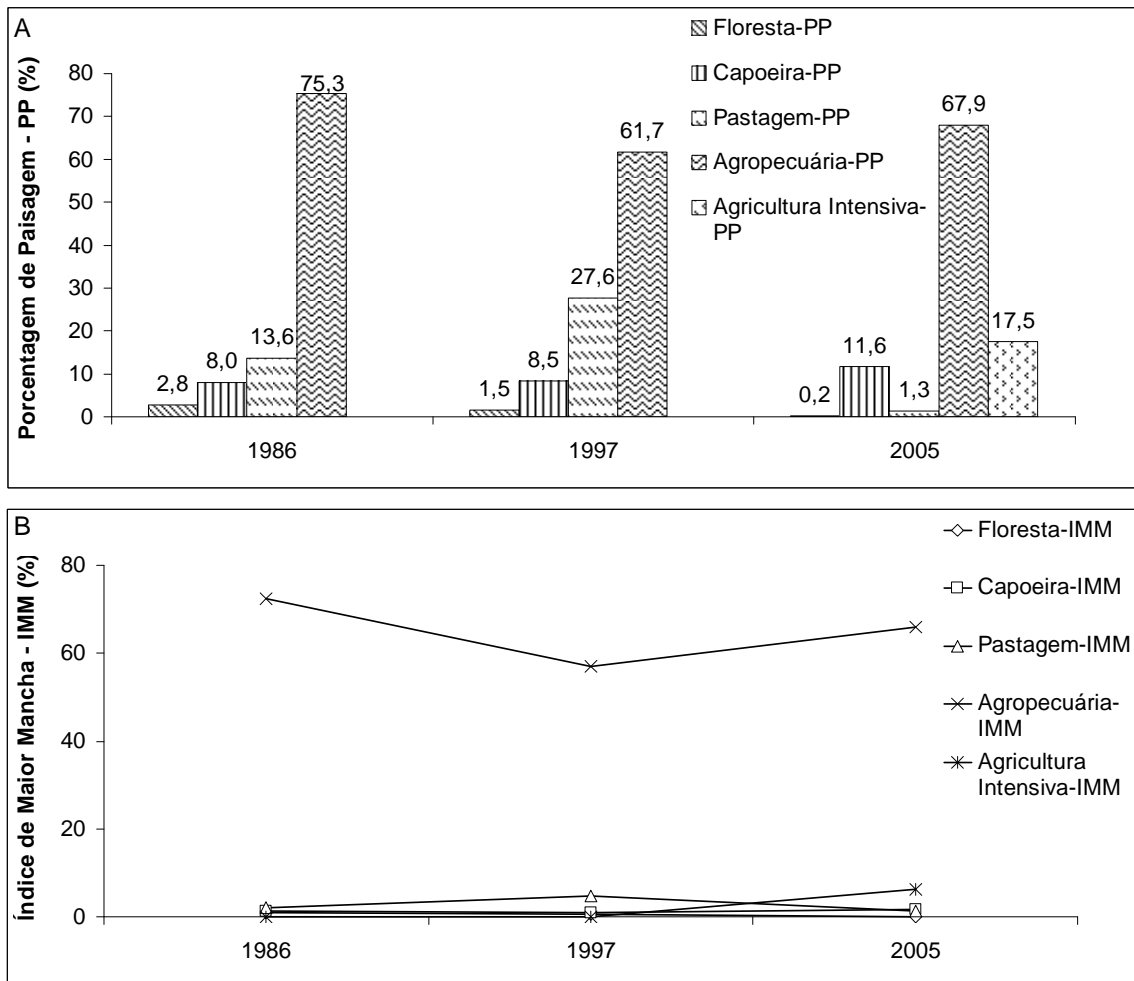 A
Porcentagem de Paisagem - PP (%)
80
70
60
50
40
30
20
10
0
2,8
8,0
13,6
75,3
1,5
8,5
27,6
61,7
0,2
11,6
1,3
67,9
17,5
1986
1997
2005
Floresta-PP
Capoeira-PP
Pastagem-PP
Agropecuária-PP
Agricultura Intensiva-
PP
B
Índice de Maior Mancha - IMM (%)
80
60
40
20
0
1986
1997
2005
Floresta-IMM
Capoeira-IMM
Pastagem-IMM
Agropecuária-
IMM
Agricultura
Intensiva-IMM